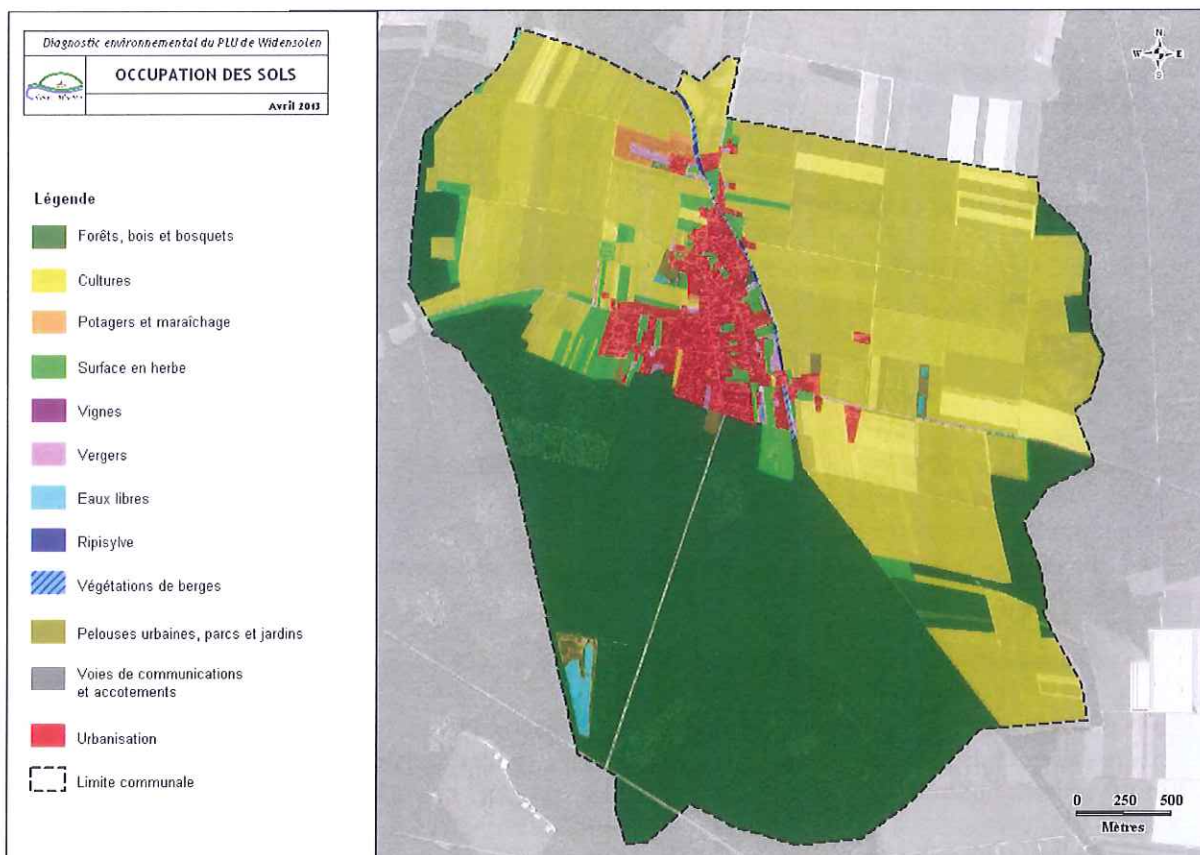 Diagnostic environnemental du PLU de Widensolen
OCCUPATION DES SOLS
Avril 2013
Légende
Forêts, bois et bosquets
Cultures
Potagers et maraîchage
Surface en herbe
Vignes
Vergers
Eaux libres
Ripisylve
Végétations de berges
Pelouses urbaines, parcs et jardins
Voies de communications
et accotements
Urbanisation
Limite communale
N
W E
S
0 250 500
Mètres